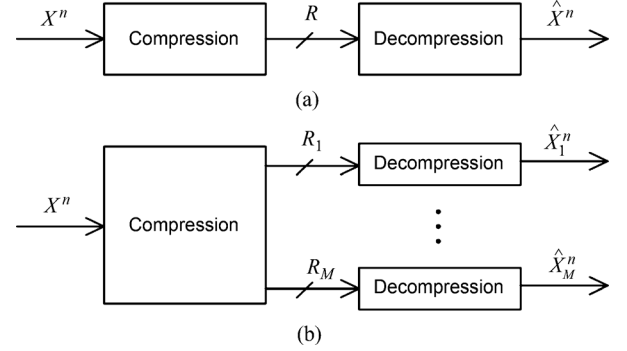 X^n Compression R Decompression X̂^n
(a)
R_1 Decompression X̂_1^n
X^n Compression
R_M Decompression X̂_M^n
(b)